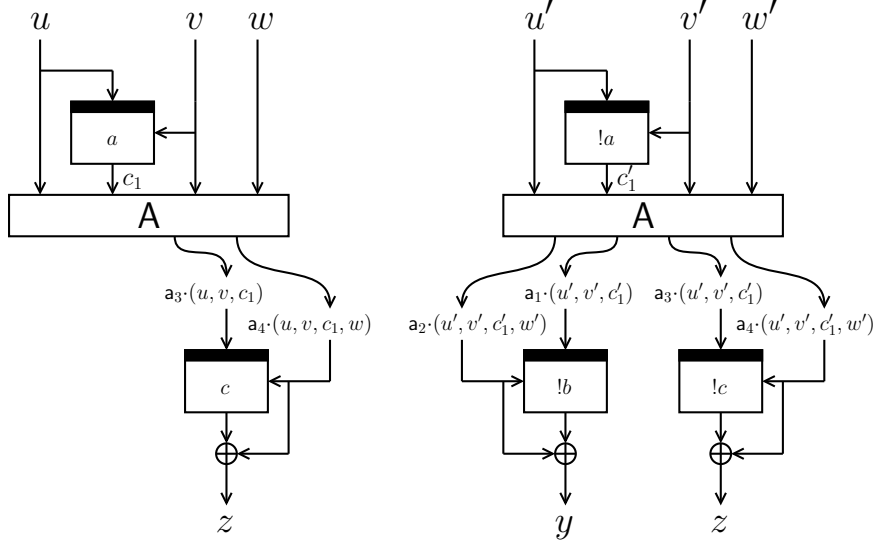 u v w u′ v′ w′
a !a
c₁ c′₁
A A
a₃·(u, v, c₁) a₁·(u′, v′, c′₁) a₃·(u′, v′, c′₁)
a₄·(u, v, c₁, w) a₂·(u′, v′, c′₁, w′) a₄·(u′, v′, c′₁, w′)
c !b !c
z y z